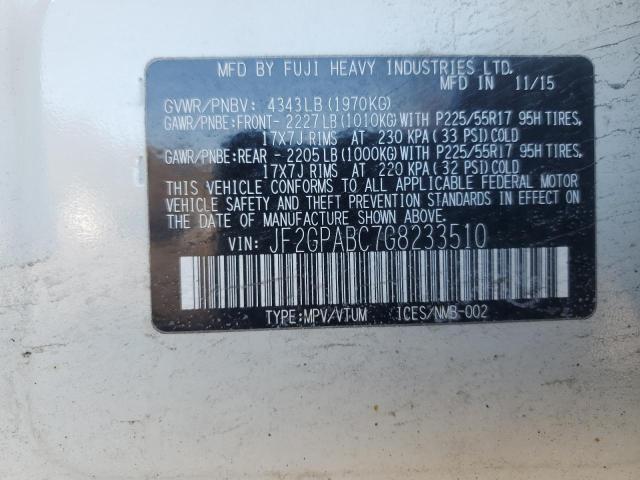 MFD BY FUJI HEAVY INDUSTRIES LTD.
MFD IN 11/15
GVWR/PNBV: 4343LB(1970KG)
GAWR/PNBE:FRONT- 2227LB(1010KG)WITH P225/55R17 95H TIRES,
17X7J RIMS AT 230 KPA(33 PSI)COLD
GAWR/PNBE:REAR - 2205LB(1000KG)WITH P225/55R17 95H TIRES,
17X7J RIMS AT 220 KPA(32 PSI)COLD
THIS VEHICLE CONFORMS TO ALL APPLICABLE FEDERAL MOTOR
VEHICLE SAFETY AND THEFT PREVENTION STANDARDS IN EFFECT ON
THE DATE OF MANUFACTURE SHOWN ABOVE.
VIN: JF2GPABC7G8233510
TYPE:MPV/VTUM ICES/NMB-002